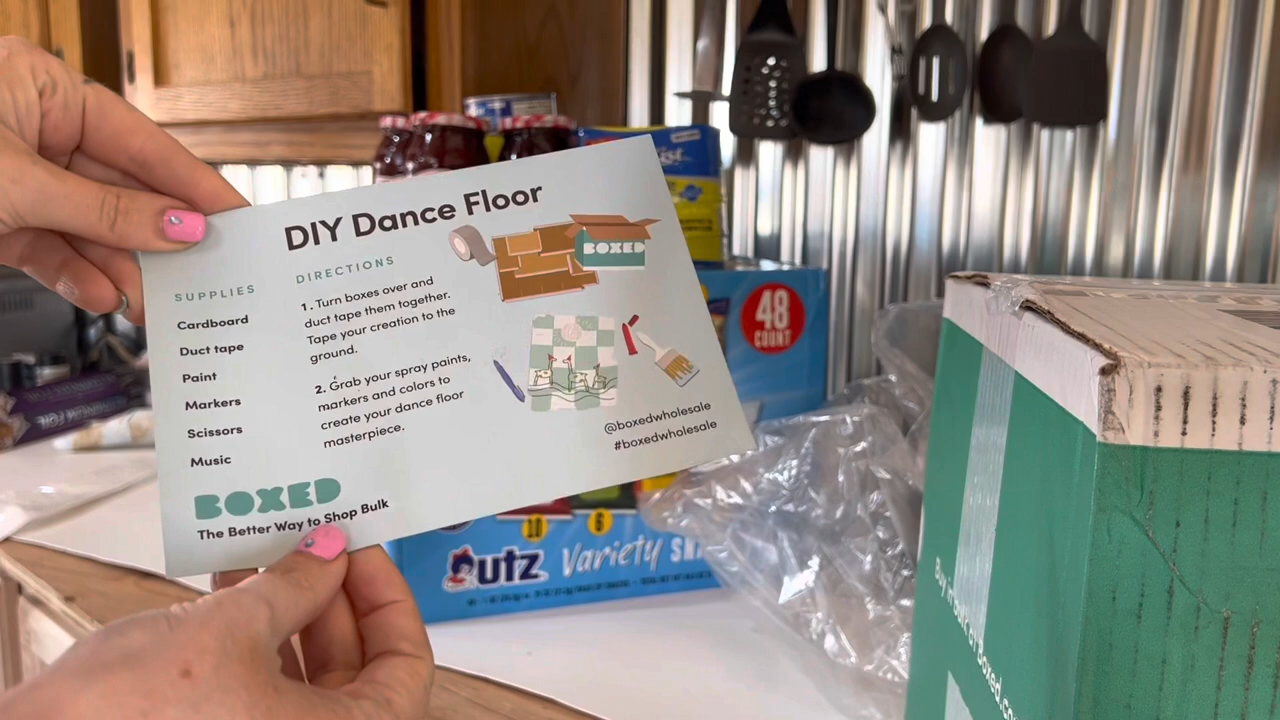 DIY Dance Floor
SUPPLIES
Cardboard
Duct tape
Paint
Markers
Scissors
Music
DIRECTIONS
1. Turn boxes over and
duct tape them together.
Tape your creation to the
ground.
2. Grab your spray paints,
markers and colors to
create your dance floor
masterpiece.
BOXED
@boxedwholesale
#boxedwholesale
BOXED
The Better Way to Shop Bulk
48
COUNT
10
6
utz Variety
Buy in bulk at Boxed.co